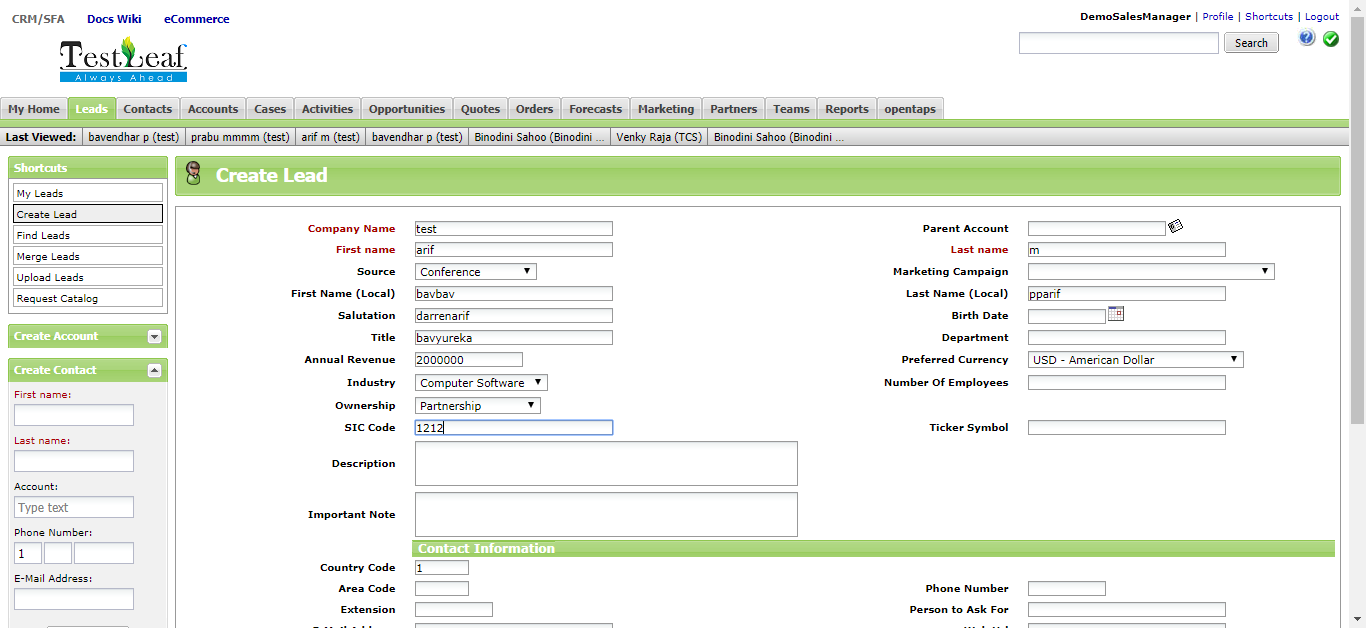 CRM/SFA Docs Wiki eCommerce
DemoSalesManager | Profile | Shortcuts | Logout
TestLeaf
Always Ahead
Search
My Home Leads Contacts Accounts Cases Activities Opportunities Quotes Orders Forecasts Marketing Partners Teams Reports opentaps
Last Viewed: bavendhar p (test) prabu mmmm (test) arif m (test) bavendhar p (test) Binodini Sahoo (Binodini ... Venky Raja (TCS) Binodini Sahoo (Binodini ...
Shortcuts
My Leads
Create Lead
Find Leads
Merge Leads
Upload Leads
Request Catalog
Create Account
Create Contact
First name:
Last name:
Account:
Type text
Phone Number:
1
E-Mail Address:
Create Lead
Company Name test Parent Account
First name arif Last name m
Source Conference Marketing Campaign
First Name (Local) bavbav Last Name (Local) pparif
Salutation darrenarif Birth Date
Title bavyureka Department
Annual Revenue 2000000 Preferred Currency USD - American Dollar
Industry Computer Software Number Of Employees
Ownership Partnership
SIC Code 1212 Ticker Symbol
Description
Important Note
Contact Information
Country Code 1
Area Code Phone Number
Extension Person to Ask For